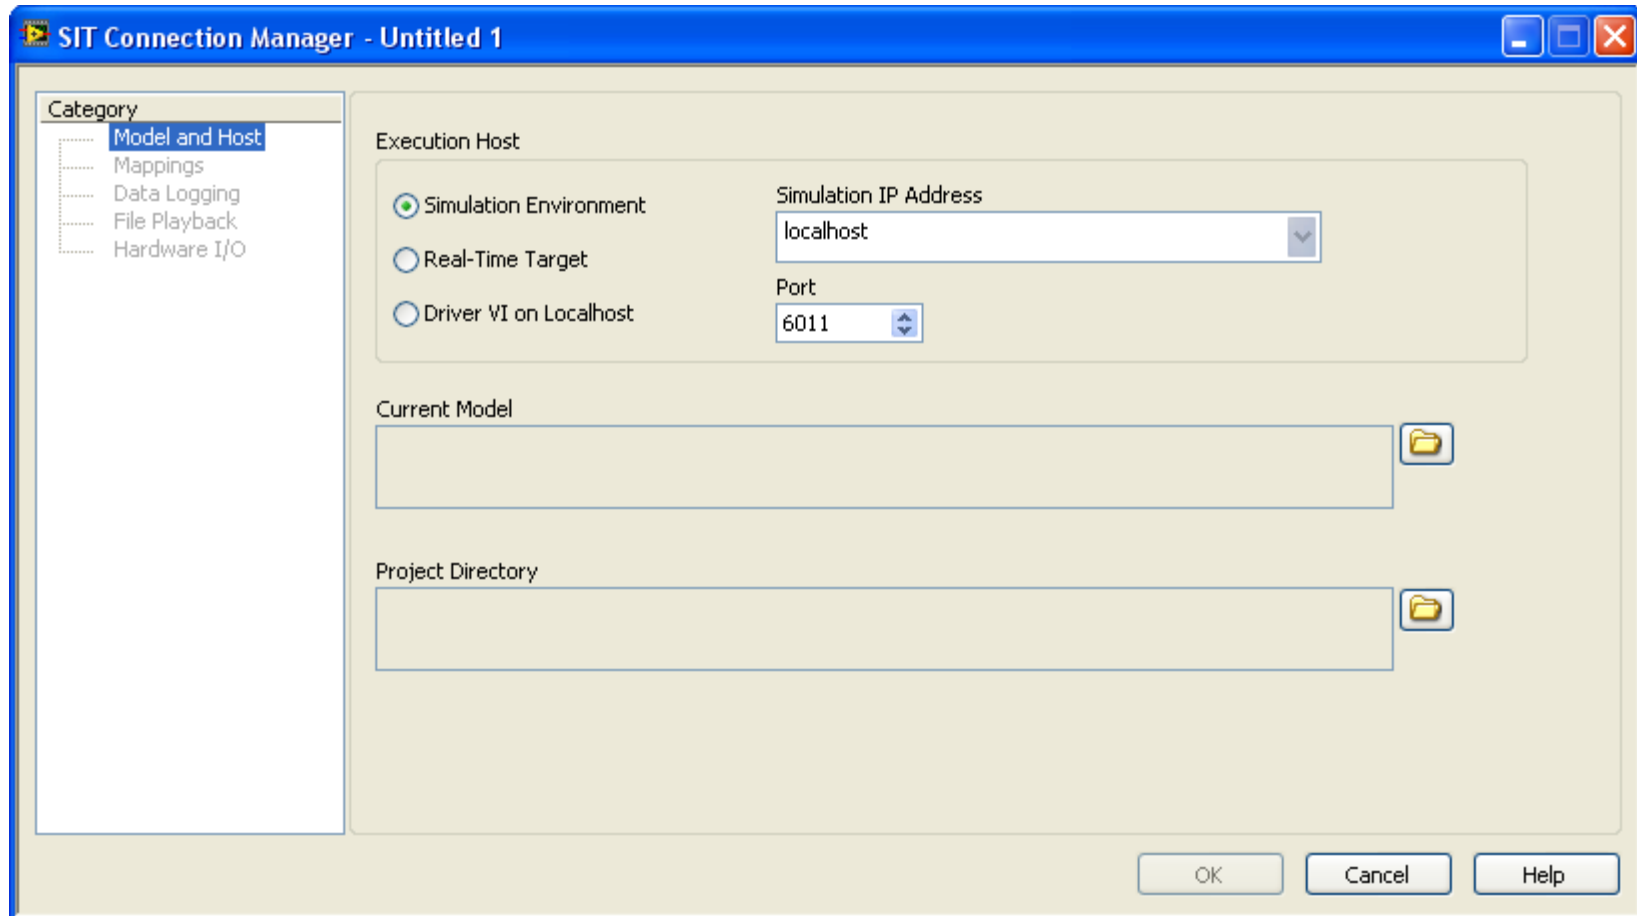 SIT Connection Manager - Untitled 1
Category
Model and Host
Mappings
Data Logging
File Playback
Hardware I/O
Execution Host
Simulation Environment
Real-Time Target
Driver VI on Localhost
Simulation IP Address
localhost
Port
6011
Current Model
Project Directory
OK
Cancel
Help